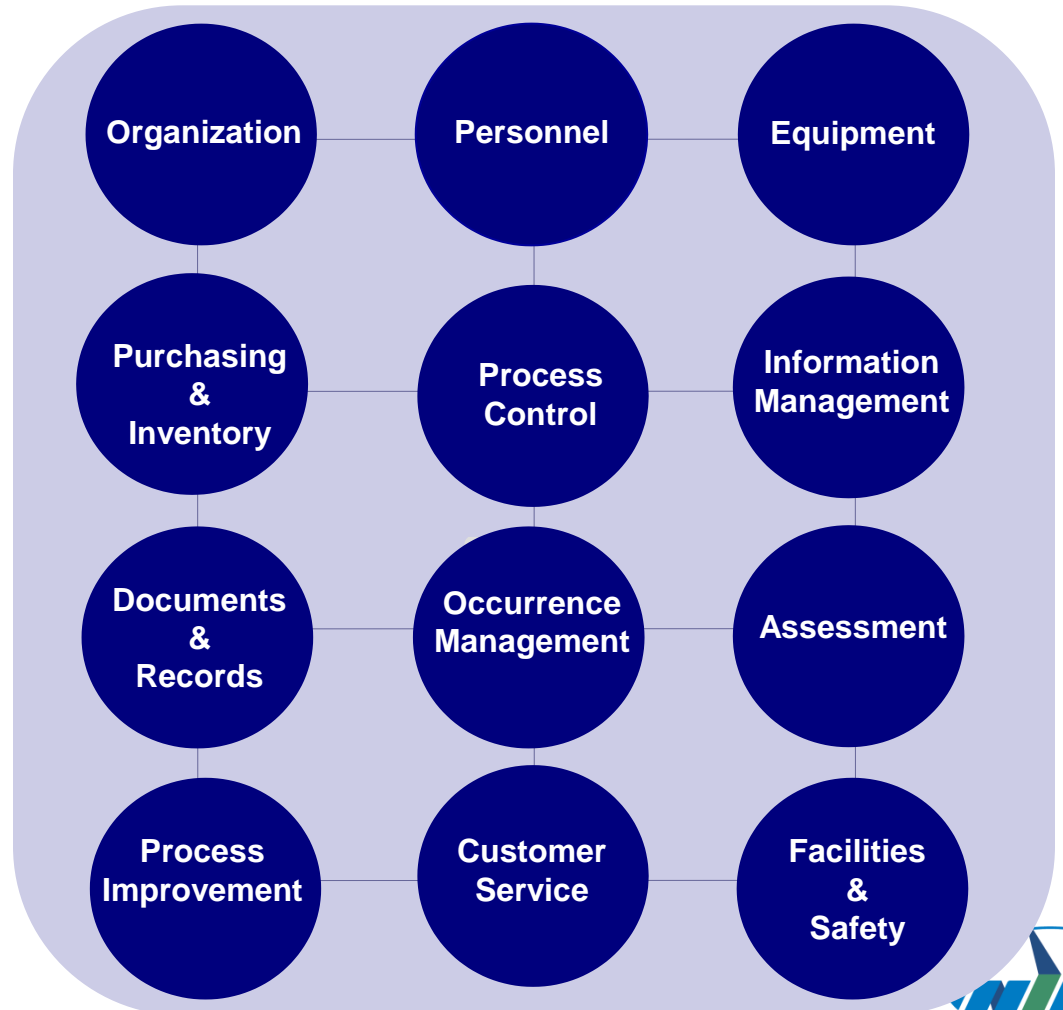 Organization
Personnel
Equipment
Purchasing
&
Inventory
Process
Control
Information
Management
Documents
&
Records
Occurrence
Management
Assessment
Process
Improvement
Customer
Service
Facilities
&
Safety